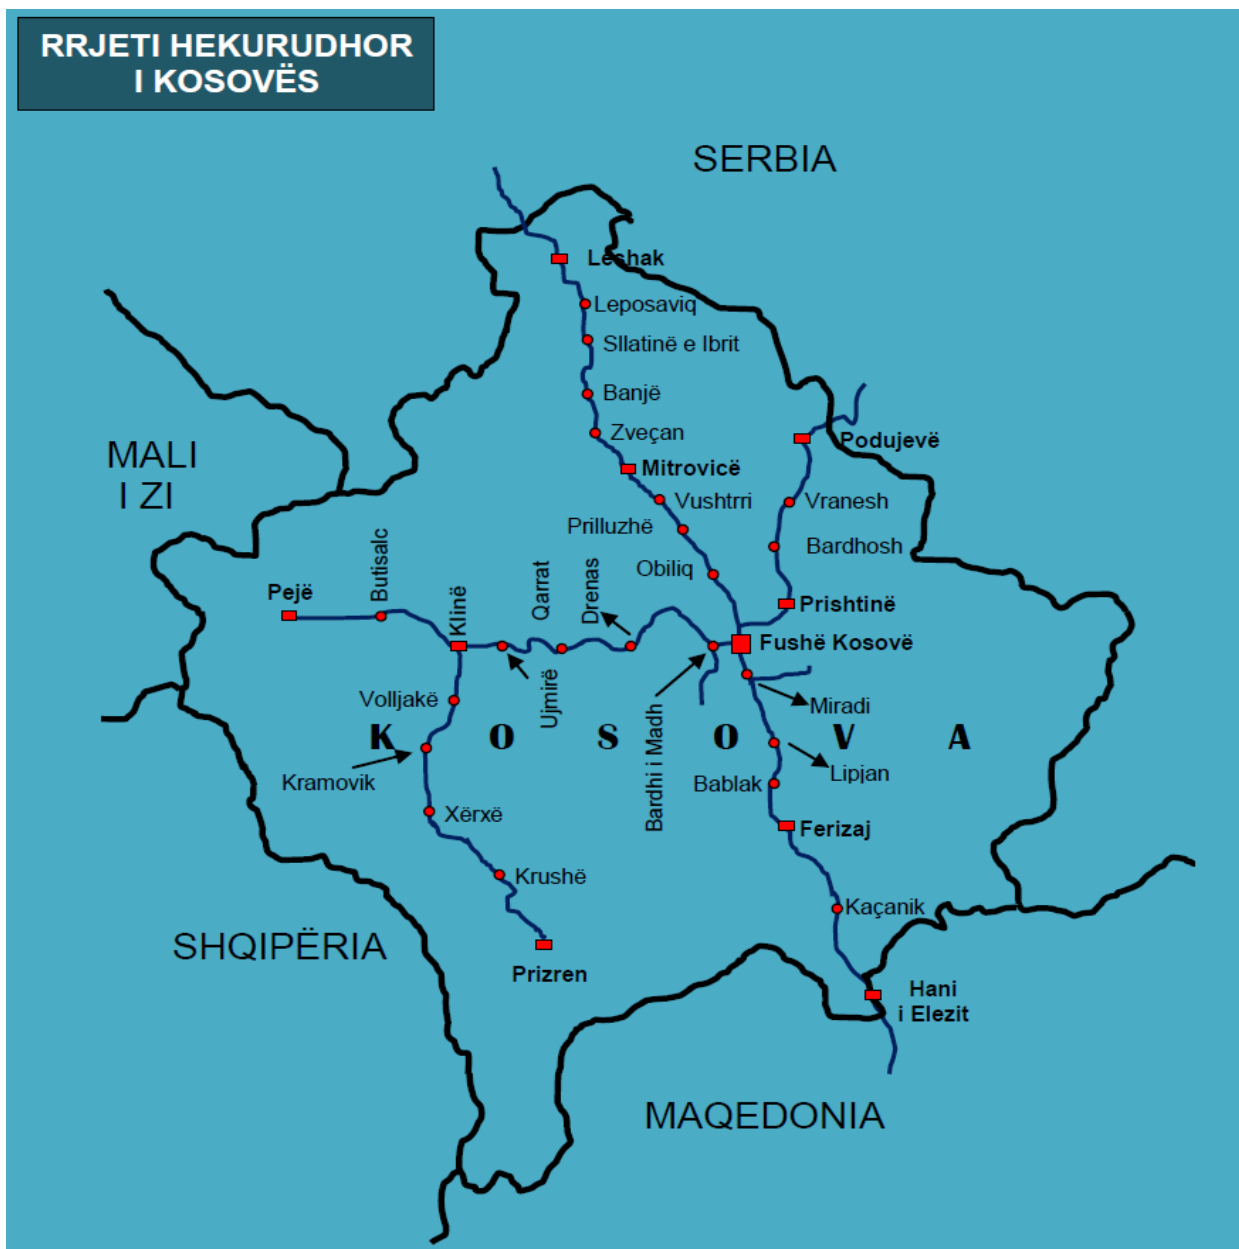 RRJETI HEKURUDHOR
I KOSOVËS
SERBIA
Leshak
Leposaviq
Sllatinë e Ibrit
Banjë
Zveçan
MALI
I ZI
Podujevë
Mitrovicë
Vushtrri
Vranesh
Prilluzhë
Bardhosh
Obiliq
Pejë
Butisalc
Klinë
Qarrat
Drenas
Prishtinë
Fushë Kosovë
Ujmirë
Volljakë
Miradi
Bardhi i Madh
K O S O V A
Kramovik
Lipjan
Bablak
Xërxë
Ferizaj
Krushë
Kaçanik
SHQIPËRIA
Prizren
Hani
i Elezit
MAQEDONIA